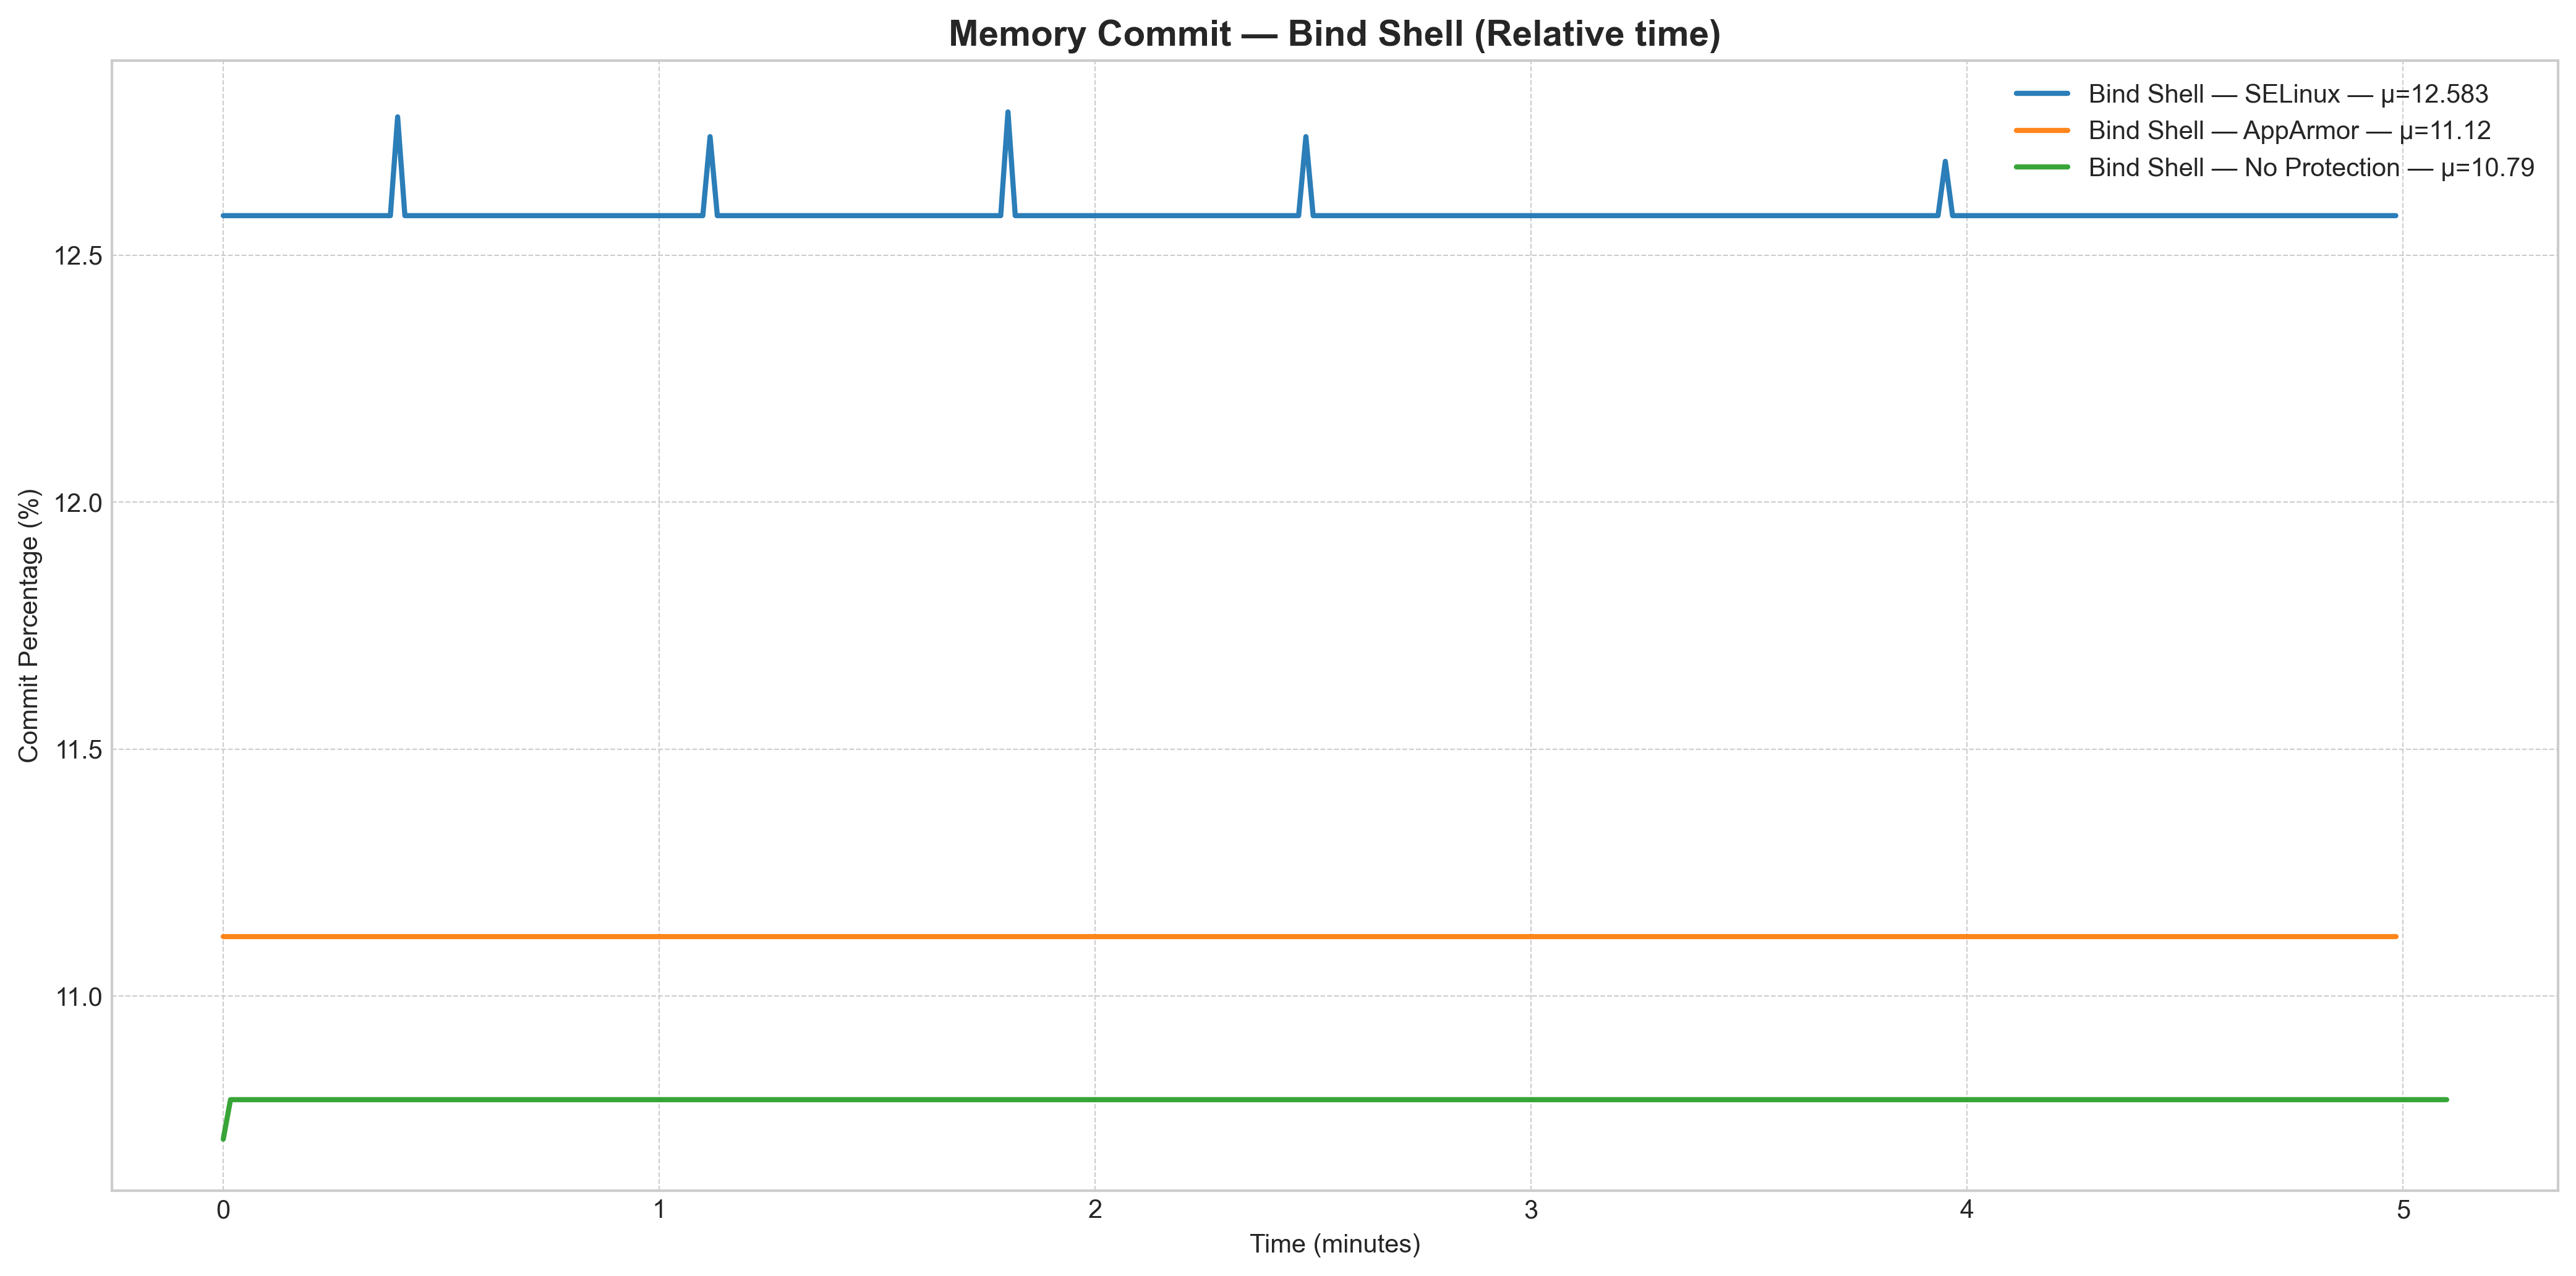 Memory Commit — Bind Shell (Relative time)
Bind Shell — SELinux — µ=12.583
Bind Shell — AppArmor — µ=11.12
Bind Shell — No Protection — µ=10.79
Commit Percentage (%)
12.5
12.0
11.5
11.0
0 1 2 3 4 5
Time (minutes)